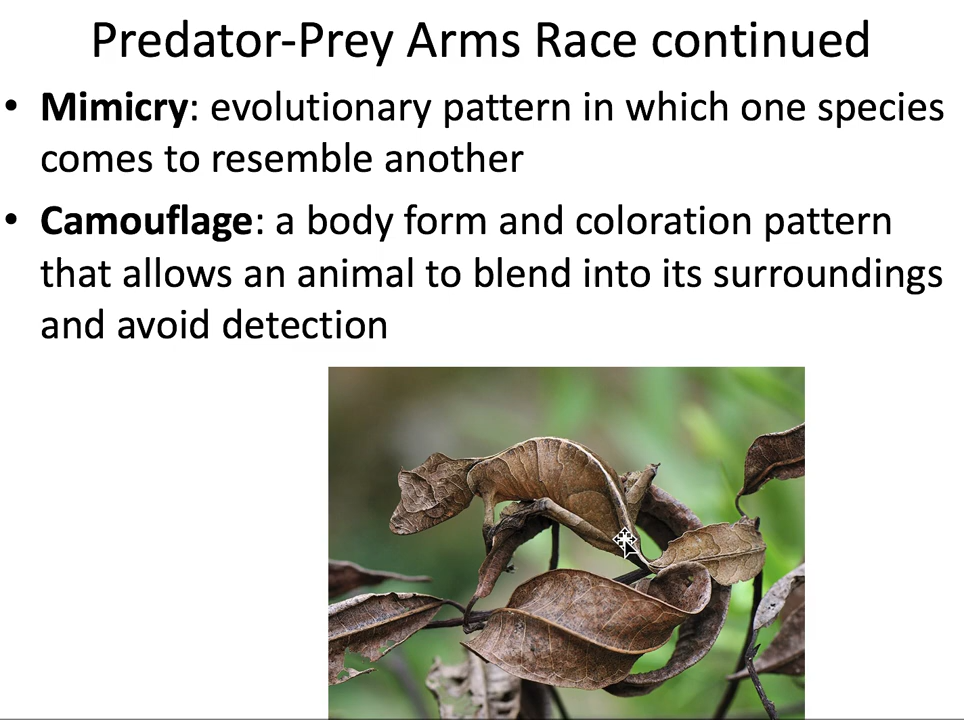 Predator-Prey Arms Race continued
• Mimicry: evolutionary pattern in which one species
comes to resemble another
• Camouflage: a body form and coloration pattern
that allows an animal to blend into its surroundings
and avoid detection